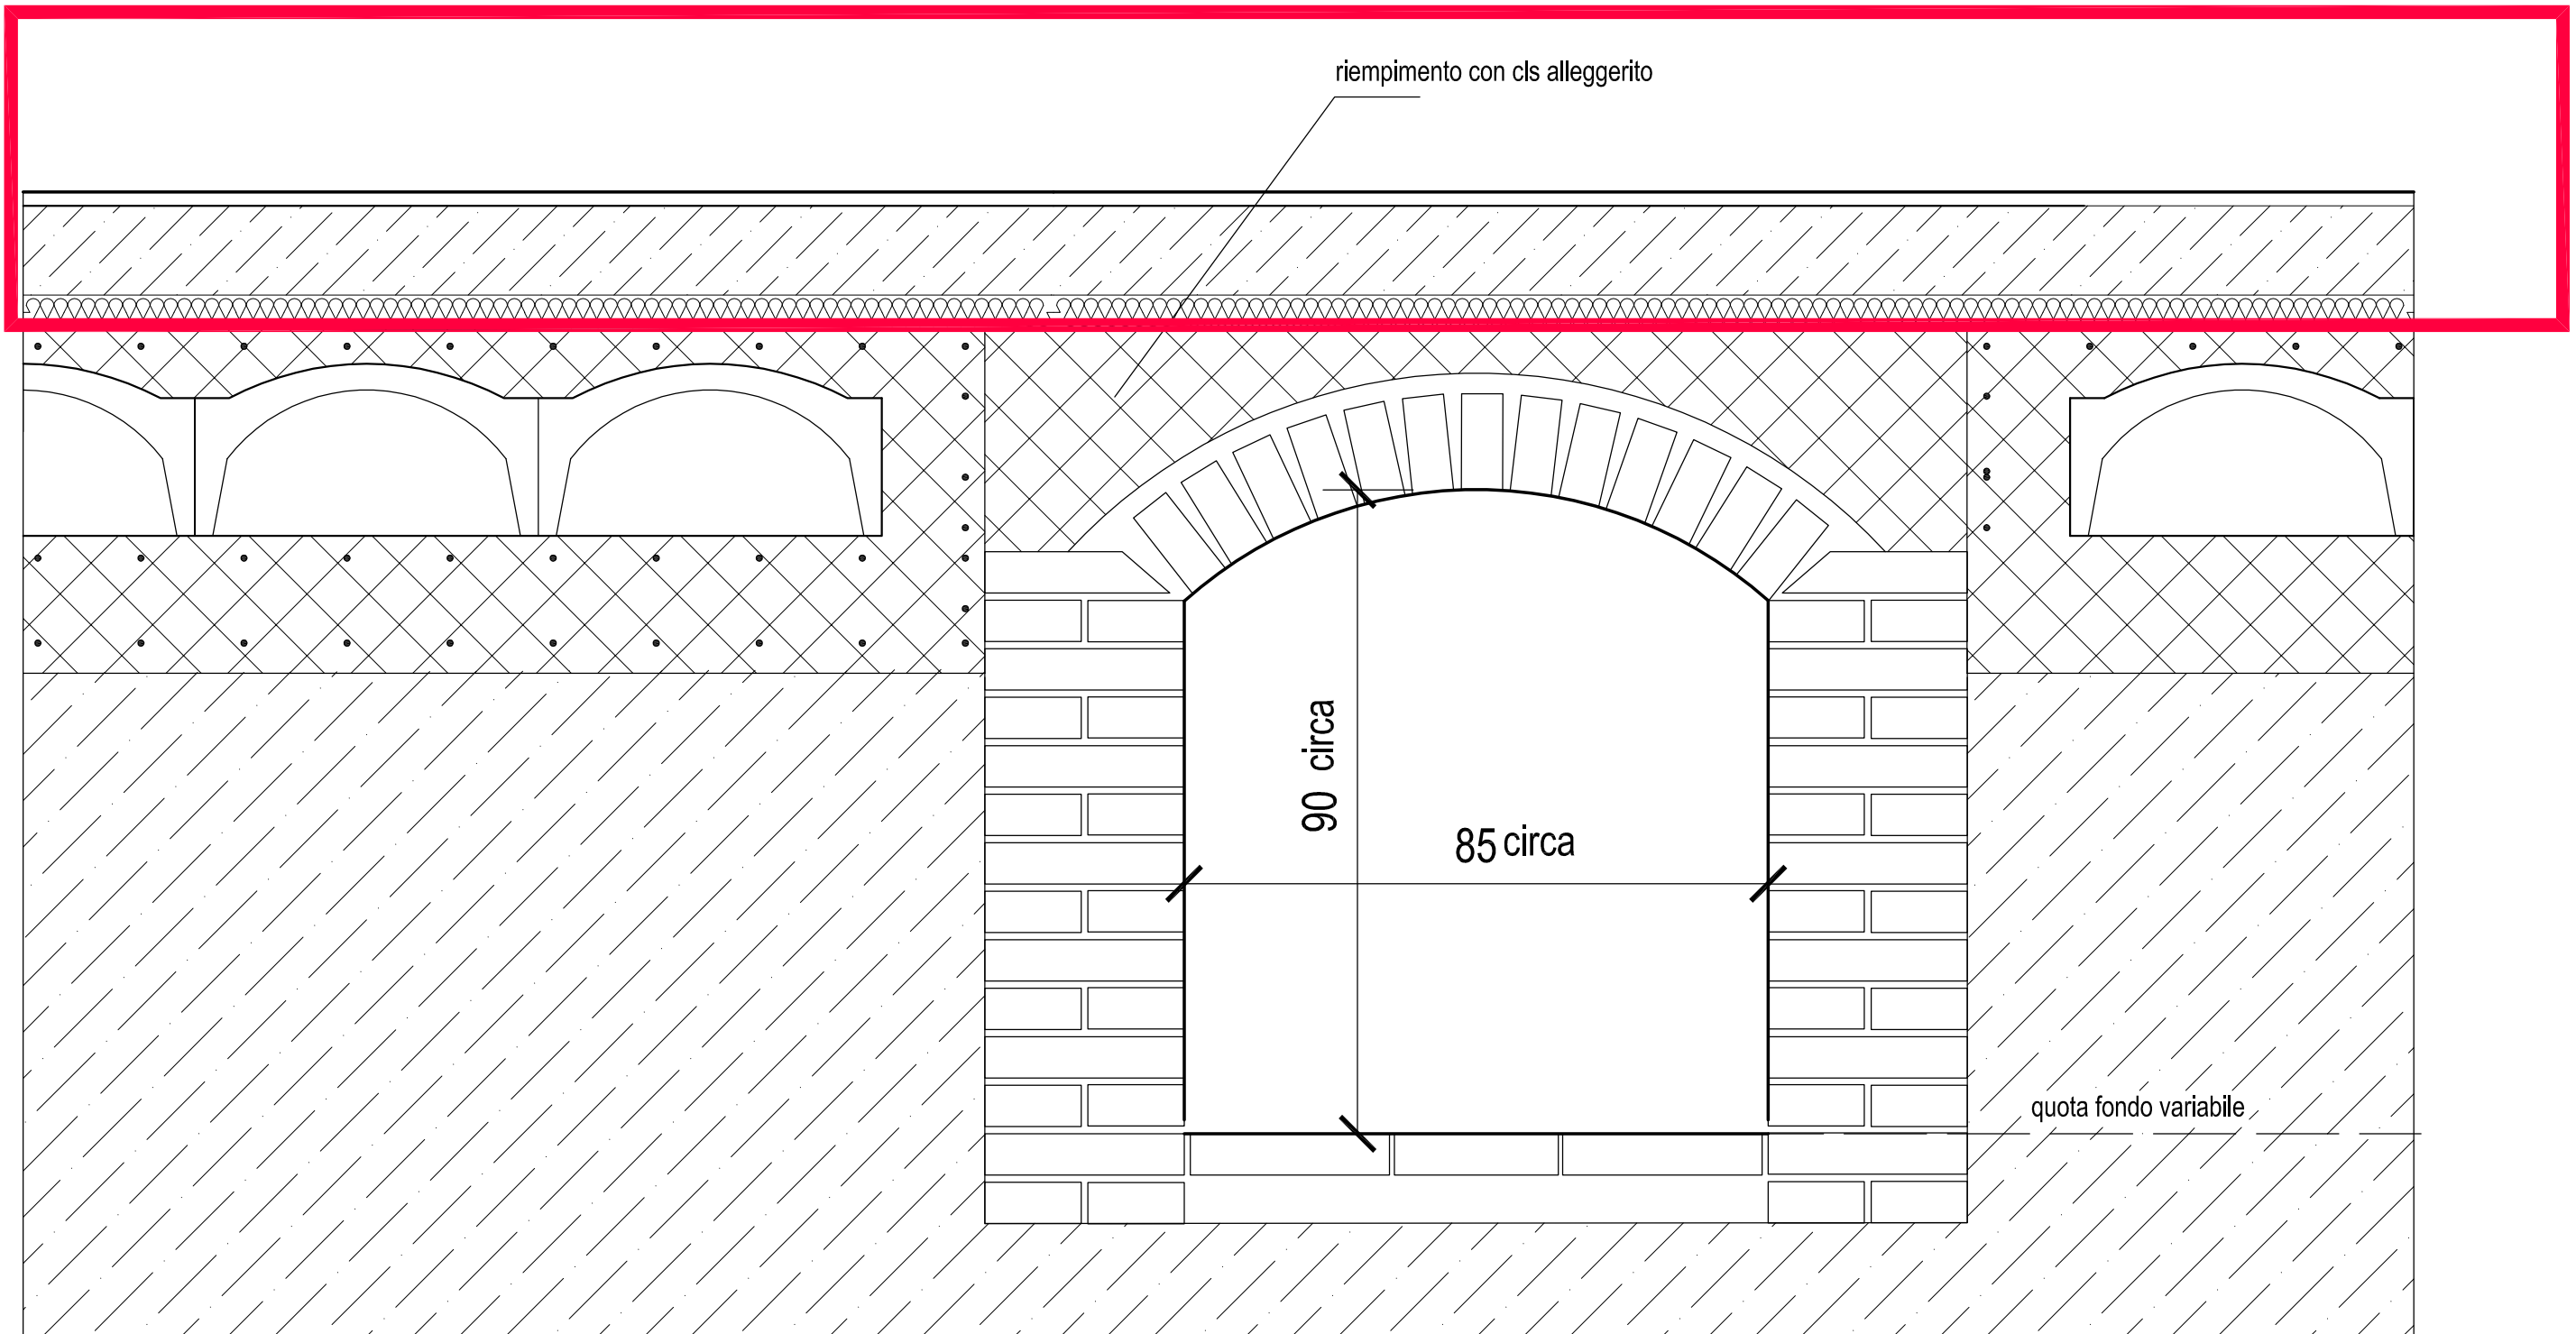 riempimento con cls alleggerito
90 circa
85 circa
quota fondo variabile